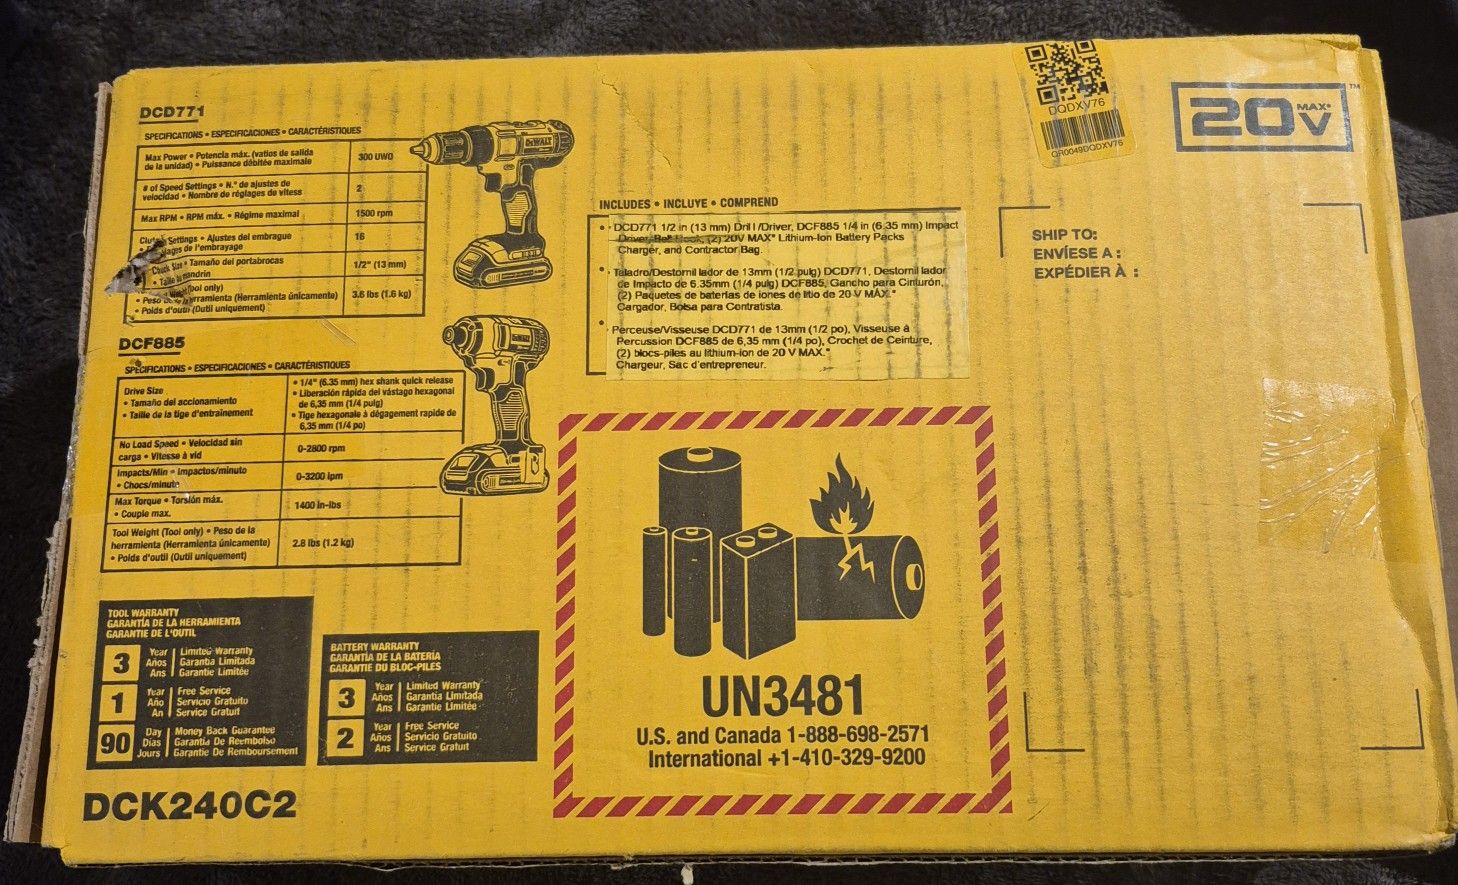 DCD771
SPECIFICATIONS • ESPECIFICACIONES • CARACTÉRISTIQUES
Max Power • Potencia máx. (vatios de salida
de la unidad) • Puissance débitée maximale
300 UWO
# of Speed Settings • N.° de ajustes de
velocidad • Nombre de réglages de vitess
2
Max RPM • RPM máx. • Régime maximal
1500 rpm
Settings • Ajustes del embrague
de l'embrayage
16
Chuck Size • Tamaño del portabrocas
mandrin
1/2" (13 mm)
(Tool only)
• Peso herramienta (Herramienta únicamente)
• Poids d'outil (Outil uniquement)
3.6 lbs (1.6 kg)
DEWALT
DCF885
SPECIFICATIONS • ESPECIFICACIONES • CARACTÉRISTIQUES
Drive Size
• Tamaño del accionamiento
• Taille de la tige d'entraînement
• 1/4" (6.35 mm) hex shank quick release
• Liberación rápida del vástago hexagonal
de 6,35 mm (1/4 pulg)
• Tige hexagonale à dégagement rapide de
6,35 mm (1/4 po)
No Load Speed • Velocidad sin
carga • Vitesse à vid
0-2800 rpm
Impacts/Min • Impactos/minuto
• Chocs/minute
0-3200 ipm
Max Torque • Torsión máx.
• Couple max.
1400 in-lbs
Tool Weight (Tool only) • Peso de la
herramienta (Herramienta únicamente)
• Poids d'outil (Outil uniquement)
2.8 lbs (1.2 kg)
DEWALT
TOOL WARRANTY
GARANTÍA DE LA HERRAMIENTA
GARANTIE DE L'OUTIL
3 Year Años Ans
Limited Warranty
Garantía Limitada
Garantie Limitée
1 Year Año An
Free Service
Servicio Gratuito
Service Gratuit
90 Day Días Jours
Money Back Guarantee
Garantía De Reembolso
Garantie De Remboursement
BATTERY WARRANTY
GARANTÍA DE LA BATERÍA
GARANTIE DU BLOC-PILES
3 Year Años Ans
Limited Warranty
Garantía Limitada
Garantie Limitée
2 Year Años Ans
Free Service
Servicio Gratuito
Service Gratuit
DCK240C2
INCLUDES • INCLUYE • COMPREND
• DCD771 1/2 in (13 mm) Drill /Driver, DCF885 1/4 in (6.35 mm) Impact
Driver, Belt Hook, (2) 20V MAX* Lithium-Ion Battery Packs
Charger, and Contractor Bag.
• Taladro/Destornillador de 13mm (1/2 pulg) DCD771, Destornillador
de Impacto de 6.35mm (1/4 pulg) DCF885, Gancho para Cinturón,
(2) Paquetes de baterías de iones de litio de 20 V MÁX.*
Cargador, Bolsa para Contratista.
• Perceuse/Visseuse DCD771 de 13mm (1/2 po), Visseuse à
Percussion DCF885 de 6,35 mm (1/4 po), Crochet de Ceinture,
(2) blocs-piles au lithium-ion de 20 V MAX.*
Chargeur, Sac d'entrepreneur.
UN3481
U.S. and Canada 1-888-698-2571
International +1-410-329-9200
DQDXV76
QR0049DQDXV76
20V MAX* ™
SHIP TO:
ENVÍESE A :
EXPÉDIER À :